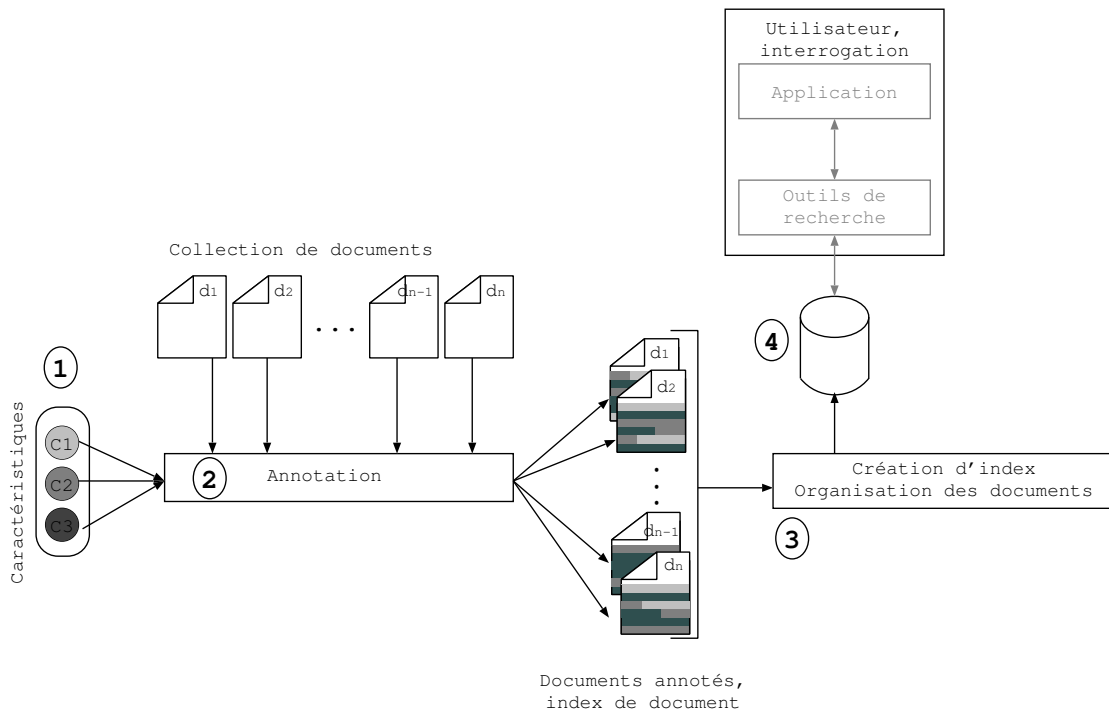 Utilisateur,
interrogation
Application
Outils de
recherche
Collection de documents
d1 d2 ... dn-1 dn
1
4
Caractéristiques
C1
C2
C3
2
Annotation
d1
d2
dn-1
dn
Création d'index
Organisation des documents
3
Documents annotés,
index de document